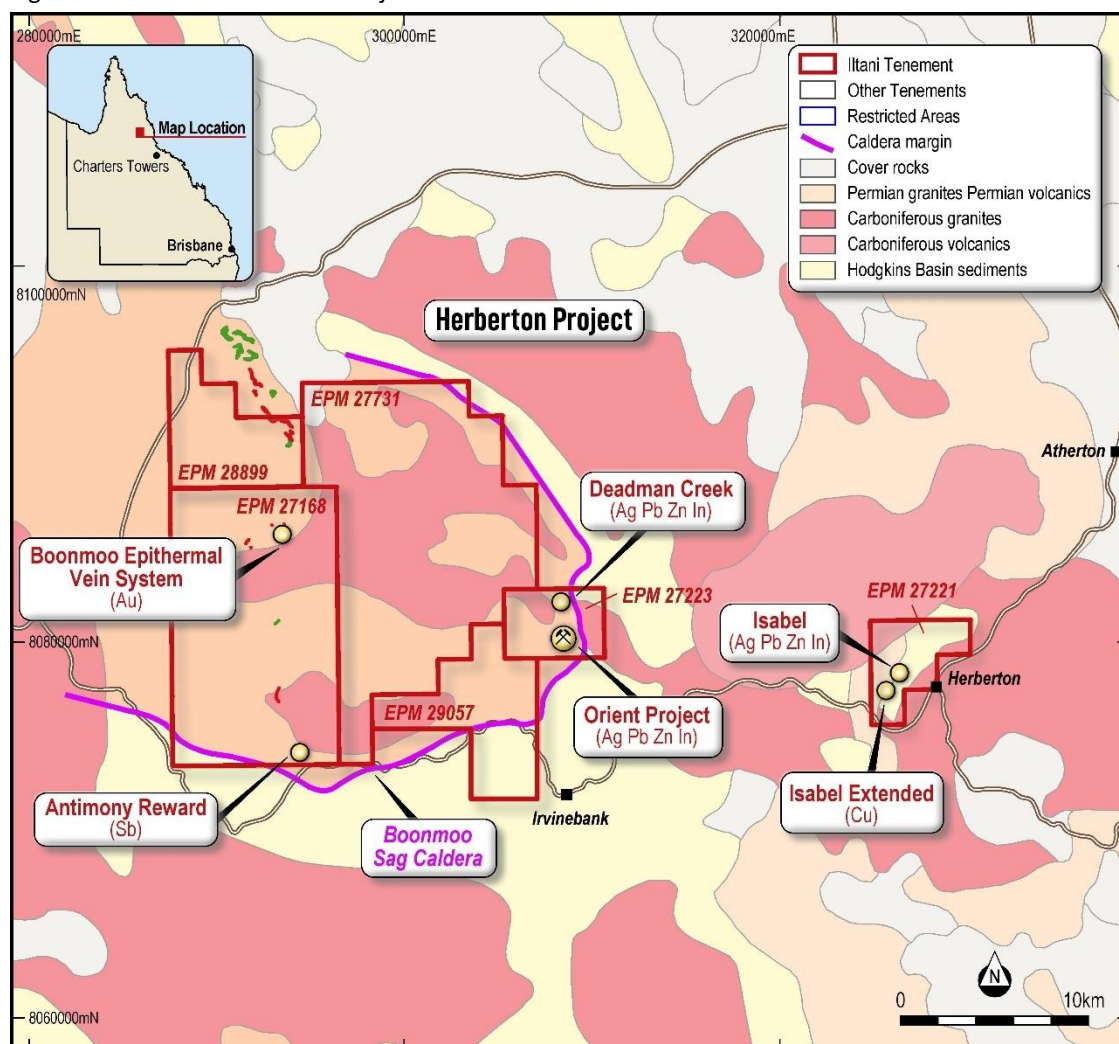 280000mE
300000mE
320000mE
Map Location
Charters Towers
Brisbane
Iltani Tenement
Other Tenements
Restricted Areas
Caldera margin
Cover rocks
Permian granites Permian volcanics
Carboniferous granites
Carboniferous volcanics
Hodgkins Basin sediments
8100000mN
Herberton Project
EPM 27731
Atherton
EPM 28899
Deadman Creek
(Ag Pb Zn In)
EPM 27168
Boonmoo Epithermal
Vein System
(Au)
EPM 27223
EPM 27221
Isabel
(Ag Pb Zn In)
8080000mN
Herberton
EPM 29057
Orient Project
(Ag Pb Zn In)
Antimony Reward
(Sb)
Isabel Extended
(Cu)
Irvinebank
Boonmoo
Sag Caldera
N
0
10km
8060000mN